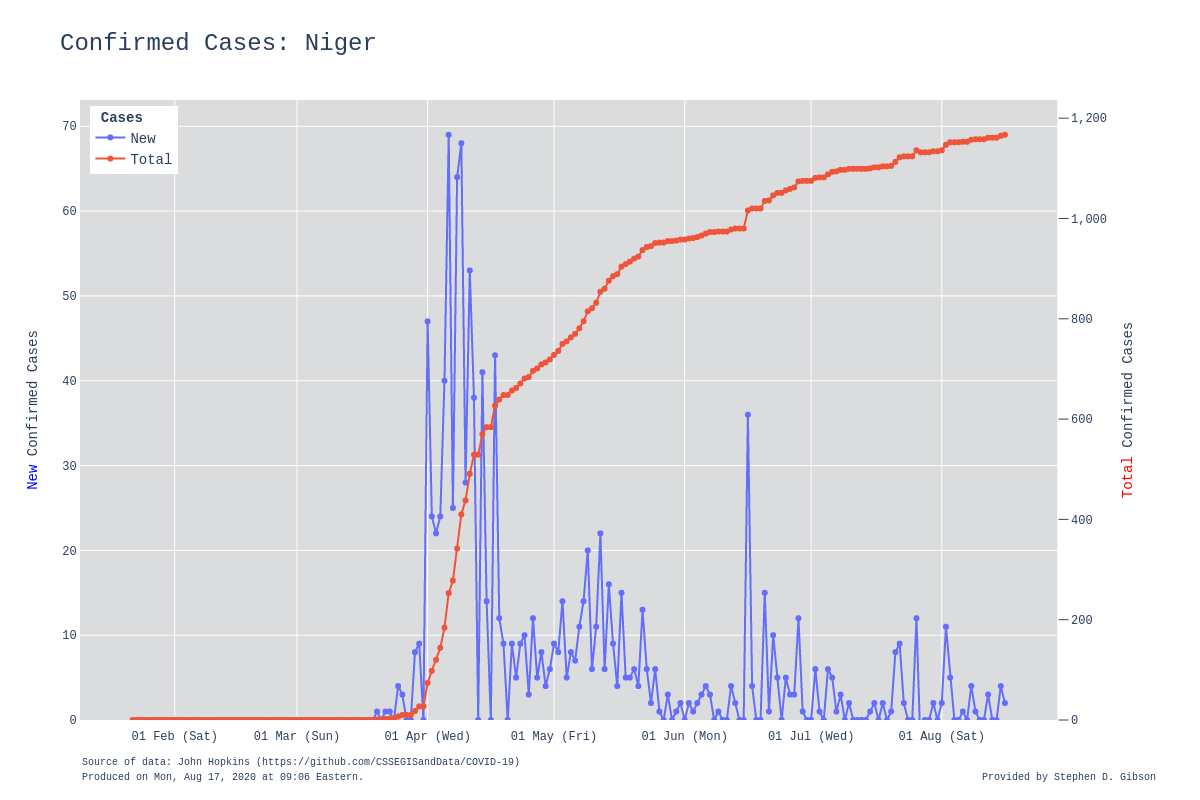 Confirmed Cases: Niger
Cases
New
Total
70
60
50
40
30
20
10
0
1,200
1,000
800
600
400
200
0
New Confirmed Cases
Total Confirmed Cases
01 Feb (Sat) 01 Mar (Sun) 01 Apr (Wed) 01 May (Fri) 01 Jun (Mon) 01 Jul (Wed) 01 Aug (Sat)
Source of data: John Hopkins (https://github.com/CSSEGISandData/COVID-19)
Produced on Mon, Aug 17, 2020 at 09:06 Eastern.
Provided by Stephen D. Gibson